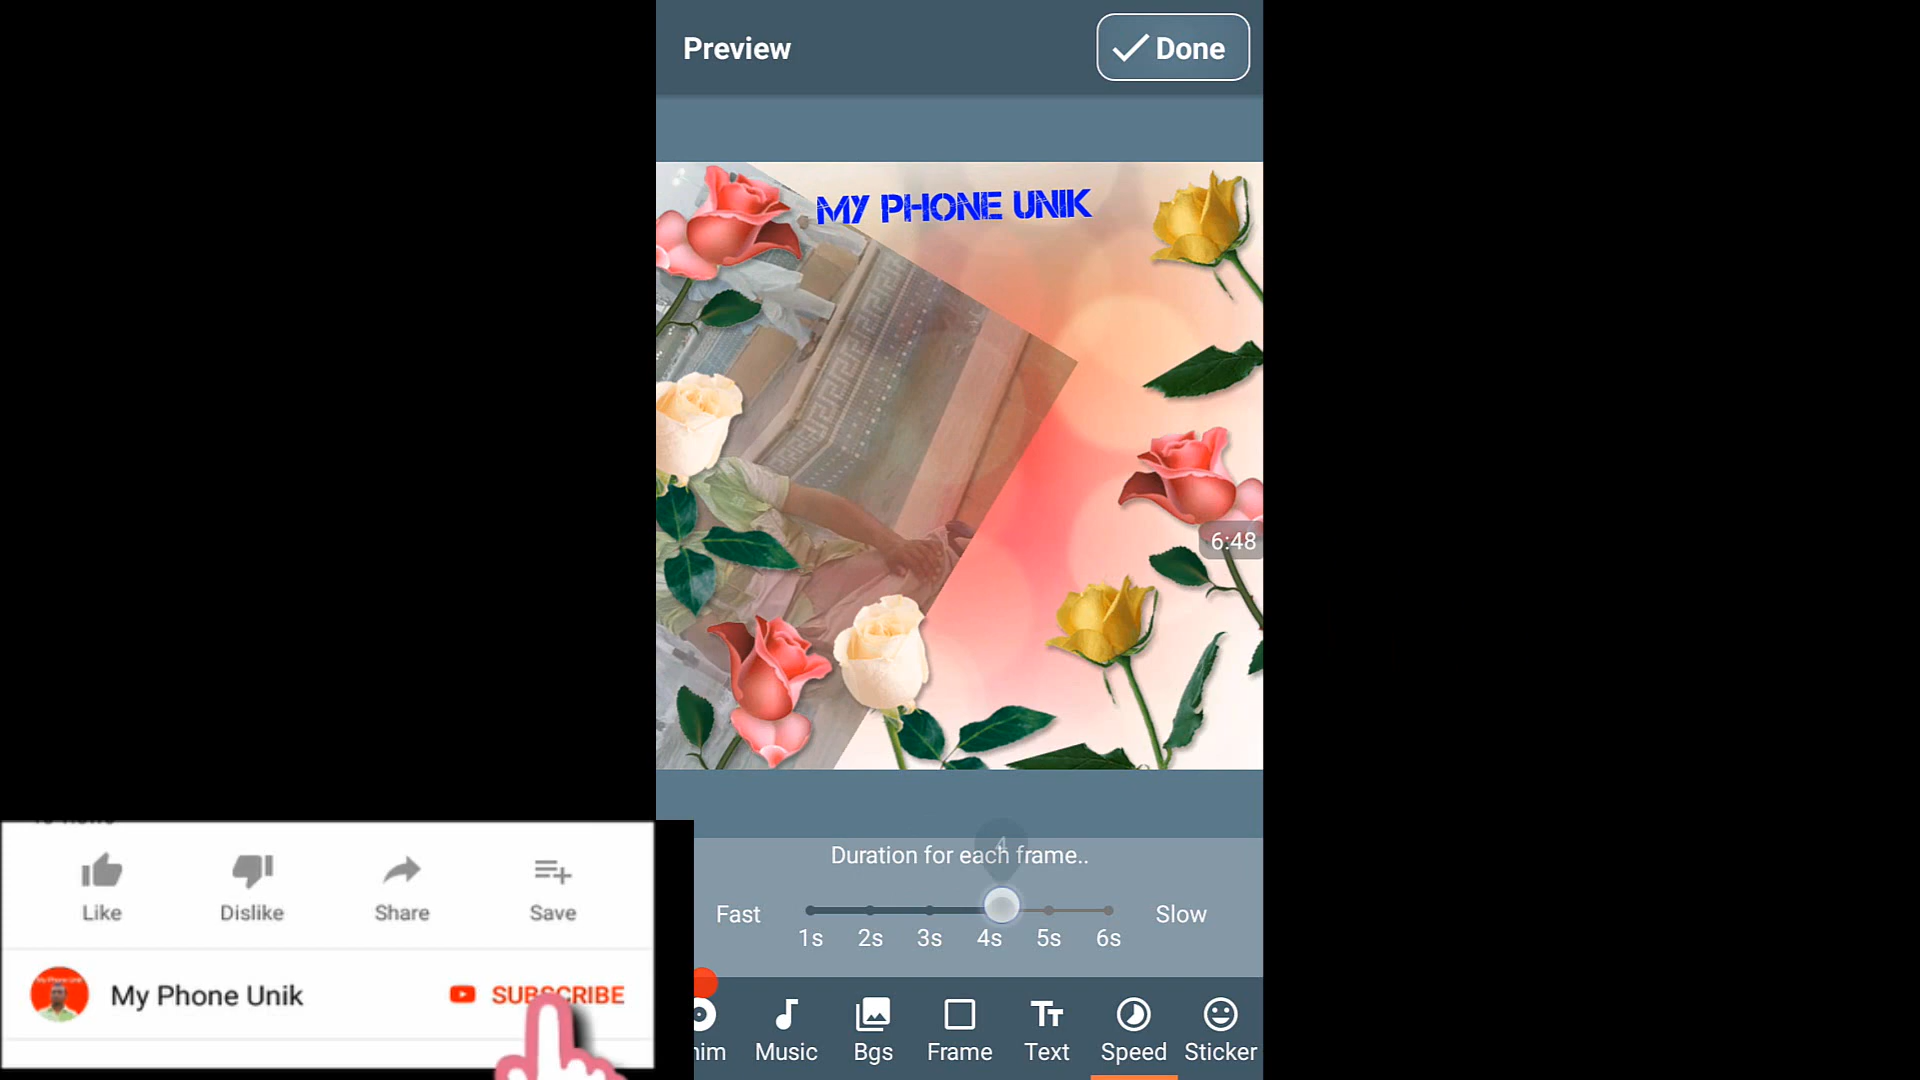 Preview
Done
MY PHONE UNIK
6:48
4
Duration for each frame..
Fast
Slow
1s 2s 3s 4s 5s 6s
Music Bgs Frame Text Speed Sticker
Like Dislike Share Save
My Phone Unik
SUBSCRIBE